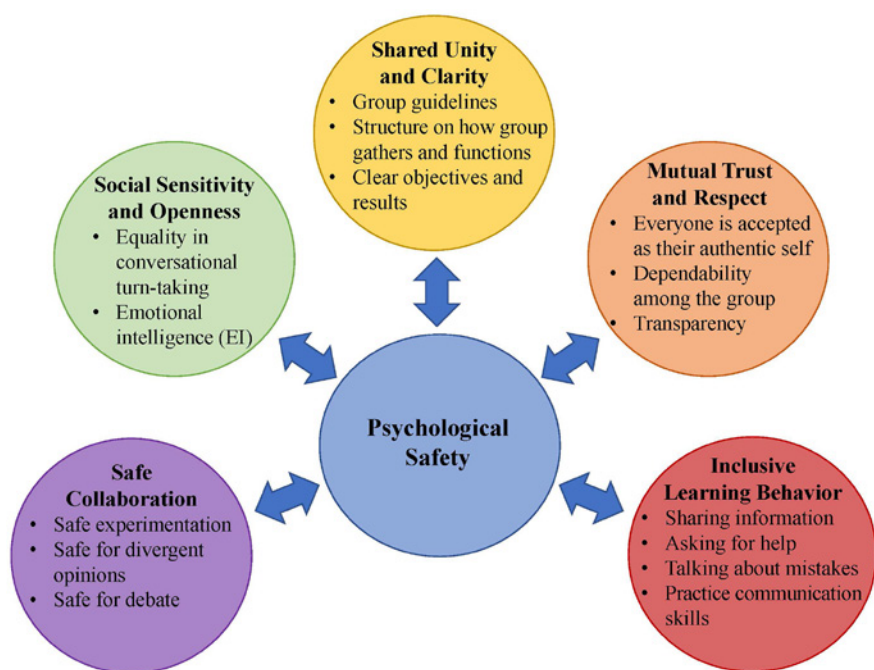 Shared Unity
and Clarity
• Group guidelines
• Structure on how group
gathers and functions
• Clear objectives and
results
Social Sensitivity
and Openness
• Equality in
conversational
turn-taking
• Emotional
intelligence (EI)
Mutual Trust
and Respect
• Everyone is accepted
as their authentic self
• Dependability
among the group
• Transparency
Psychological
Safety
Safe
Collaboration
• Safe experimentation
• Safe for divergent
opinions
• Safe for debate
Inclusive
Learning Behavior
• Sharing information
• Asking for help
• Talking about mistakes
• Practice communication
skills